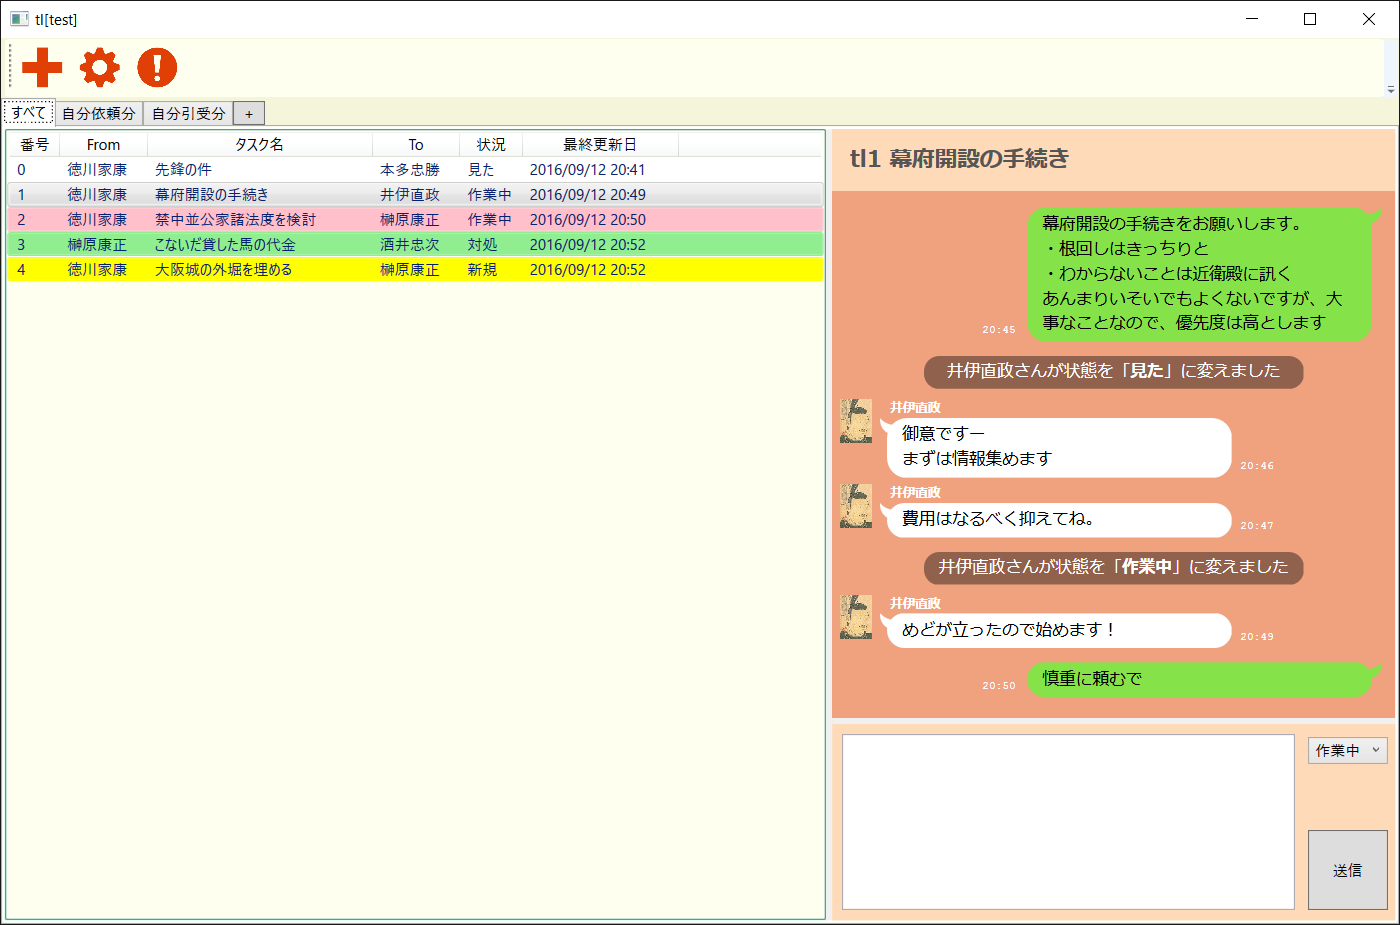 tl[test]
すべて 自分依頼分 自分引受分 +
番号 From タスク名 To 状況 最終更新日
0 徳川家康 先鋒の件 本多忠勝 見た 2016/09/12 20:41
1 徳川家康 幕府開設の手続き 井伊直政 作業中 2016/09/12 20:49
2 徳川家康 禁中並公家諸法度を検討 榊原康正 作業中 2016/09/12 20:50
3 榊原康正 こないだ貸した馬の代金 酒井忠次 対処 2016/09/12 20:52
4 徳川家康 大阪城の外堀を埋める 榊原康正 新規 2016/09/12 20:52
tl1 幕府開設の手続き
幕府開設の手続きをお願いします。
・根回しはきっちりと
・わからないことは近衛殿に訊く
あんまりいそいでもよくないですが、大
事なことなので、優先度は高とします
20:45
井伊直政さんが状態を「見た」に変えました
井伊直政
御意ですー
まずは情報集めます
20:46
井伊直政
費用はなるべく抑えてね。
20:47
井伊直政さんが状態を「作業中」に変えました
井伊直政
めどが立ったので始めます！
20:49
慎重に頼むで
20:50
作業中
送信